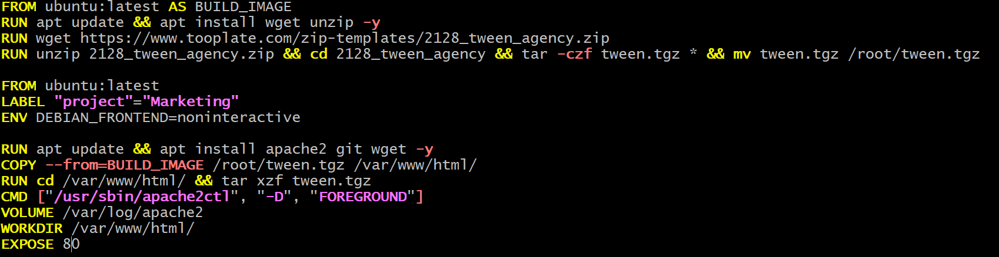 FROM ubuntu:latest AS BUILD_IMAGE
RUN apt update && apt install wget unzip -y
RUN wget https://www.tooplate.com/zip-templates/2128_tween_agency.zip
RUN unzip 2128_tween_agency.zip && cd 2128_tween_agency && tar -czf tween.tgz * && mv tween.tgz /root/tween.tgz
FROM ubuntu:latest
LABEL "project"="Marketing"
ENV DEBIAN_FRONTEND=noninteractive
RUN apt update && apt install apache2 git wget -y
COPY --from=BUILD_IMAGE /root/tween.tgz /var/www/html/
RUN cd /var/www/html/ && tar xzf tween.tgz
CMD ["/usr/sbin/apache2ctl", "-D", "FOREGROUND"]
VOLUME /var/log/apache2
WORKDIR /var/www/html/
EXPOSE 80